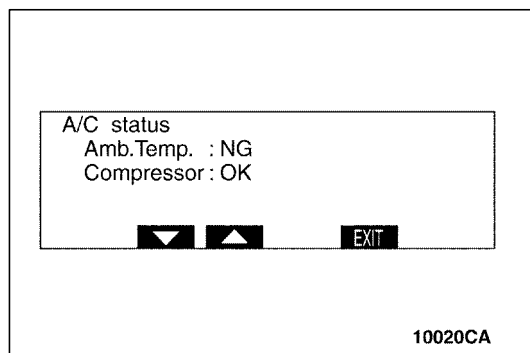 A/C status
Amb.Temp. : NG
Compressor : OK
EXIT
10020CA